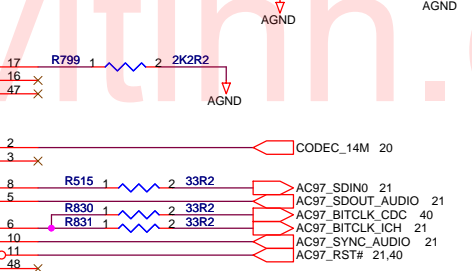 AGND
AGND
17 R799 1 2 2K2R2
16
47
AGND
2 CODEC_14M 20
3
8 R515 1 2 33R2 AC97_SDIN0 21
5 AC97_SDOUT_AUDIO 21
R830 1 2 33R2 AC97_BITCLK_CDC 40
6 R831 1 2 33R2 AC97_BITCLK_ICH 21
10 AC97_SYNC_AUDIO 21
11 AC97_RST# 21,40
48